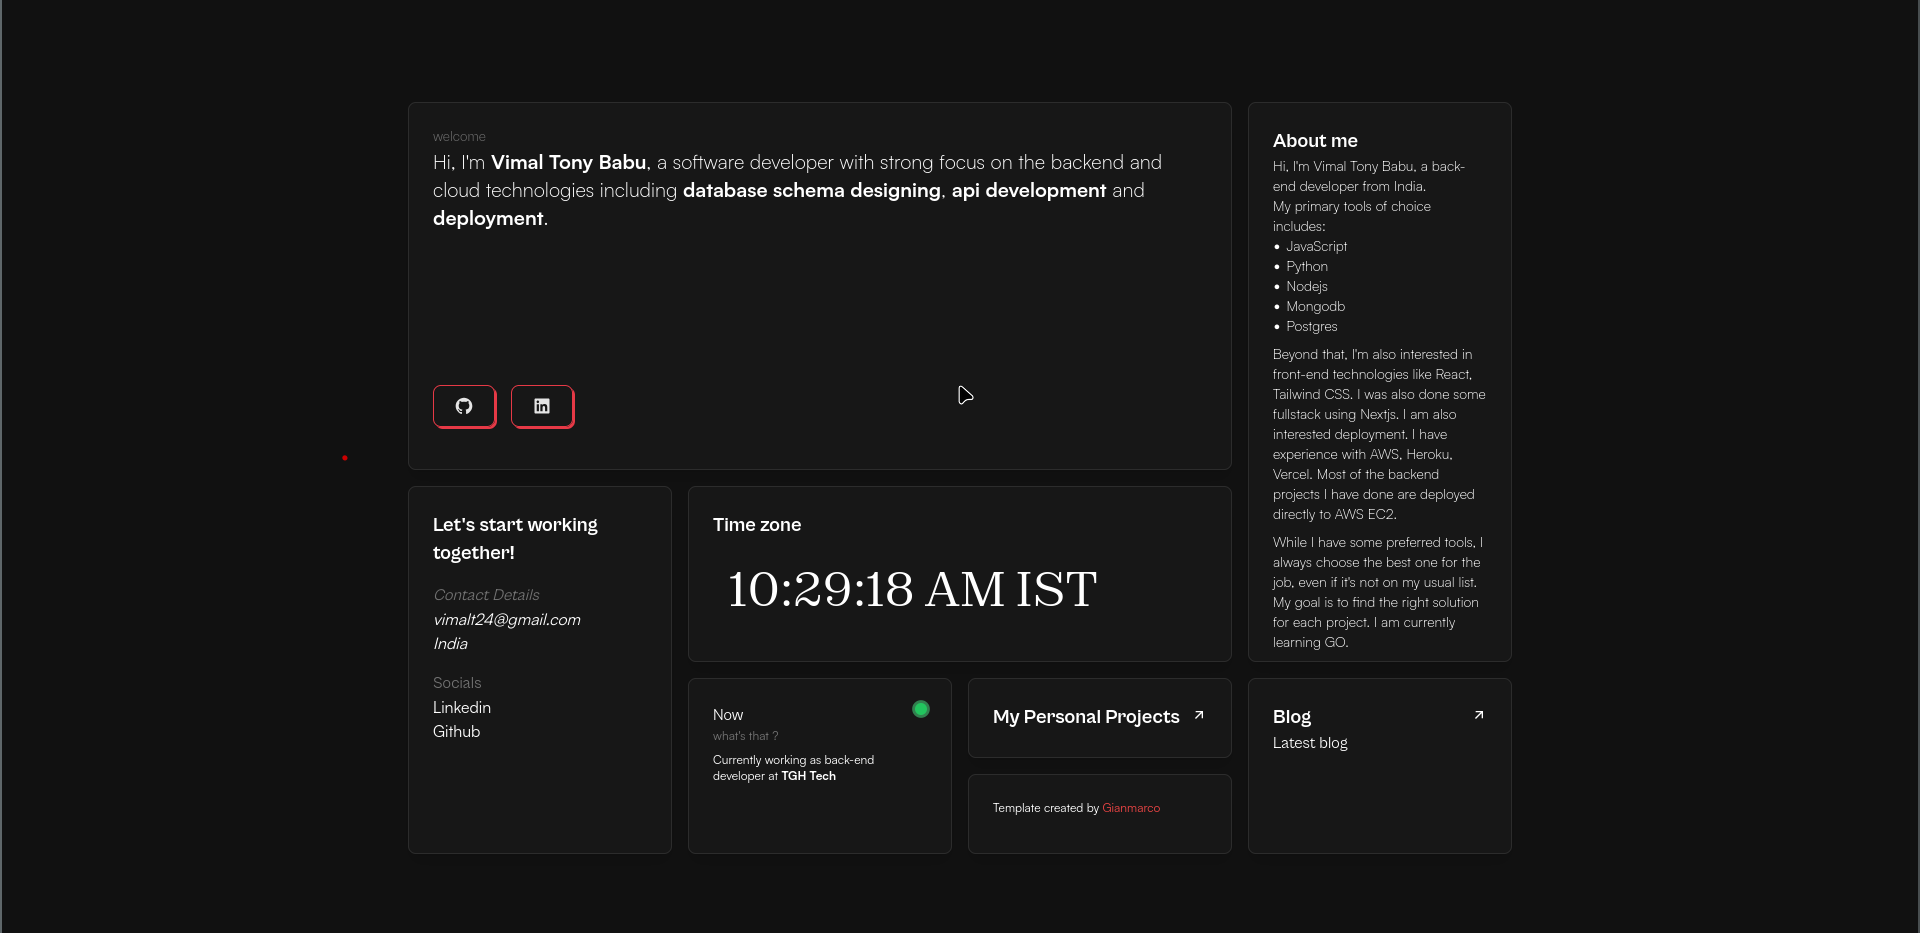 welcome
Hi, I'm Vimal Tony Babu, a software developer with strong focus on the backend and
cloud technologies including database schema designing, api development and
deployment.
About me
Hi, I'm Vimal Tony Babu, a back-
end developer from India.
My primary tools of choice
includes:
• JavaScript
• Python
• Nodejs
• Mongodb
• Postgres
Beyond that, I'm also interested in
front-end technologies like React,
Tailwind CSS. I was also done some
fullstack using Nextjs. I am also
interested deployment. I have
experience with AWS, Heroku,
Vercel. Most of the backend
projects I have done are deployed
directly to AWS EC2.
While I have some preferred tools, I
always choose the best one for the
job, even if it's not on my usual list.
My goal is to find the right solution
for each project. I am currently
learning GO.
Let's start working
together!
Contact Details
vimalt24@gmail.com
India
Socials
Linkedin
Github
Time zone
10:29:18 AM IST
Now
what's that ?
Currently working as back-end
developer at TGH Tech
My Personal Projects
Template created by Gianmarco
Blog
Latest blog